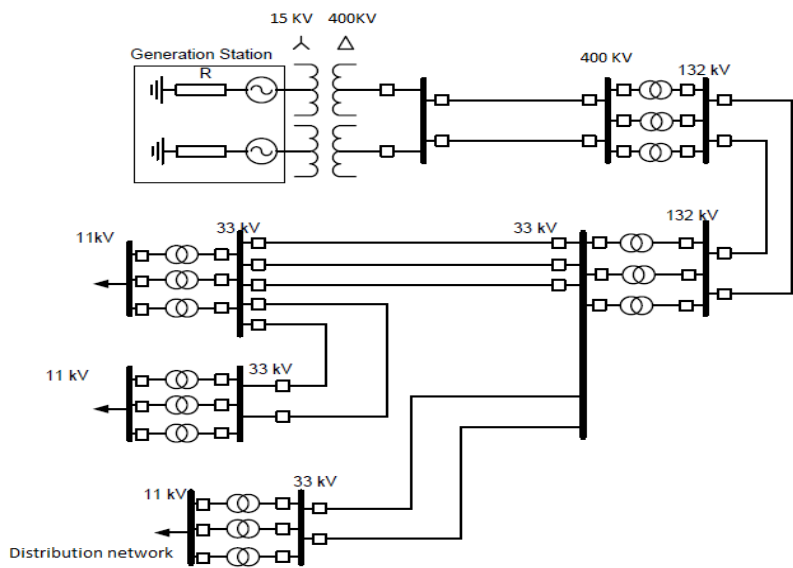 15 KV
400KV
Generation Station
R
400 KV
132 kV
11kV
33 kV
33 kV
132 kV
11 kV
33 kV
11 kV
33 kV
Distribution network